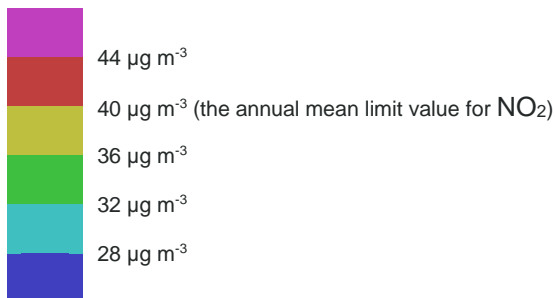 44 µg m-3
40 µg m-3 (the annual mean limit value for NO2)
36 µg m-3
32 µg m-3
28 µg m-3